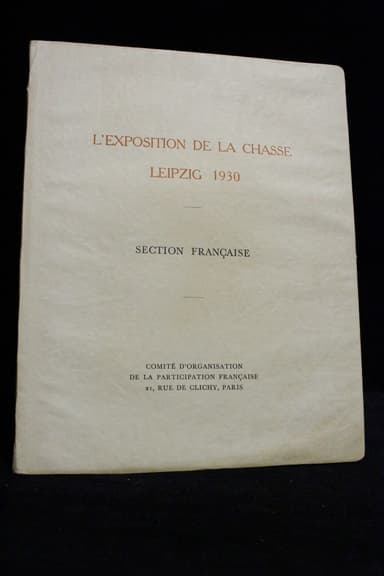 L'EXPOSITION DE LA CHASSE
LEIPZIG 1930
SECTION FRANÇAISE
COMITÉ D'ORGANISATION
DE LA PARTICIPATION FRANÇAISE
21, RUE DE CLICHY, PARIS